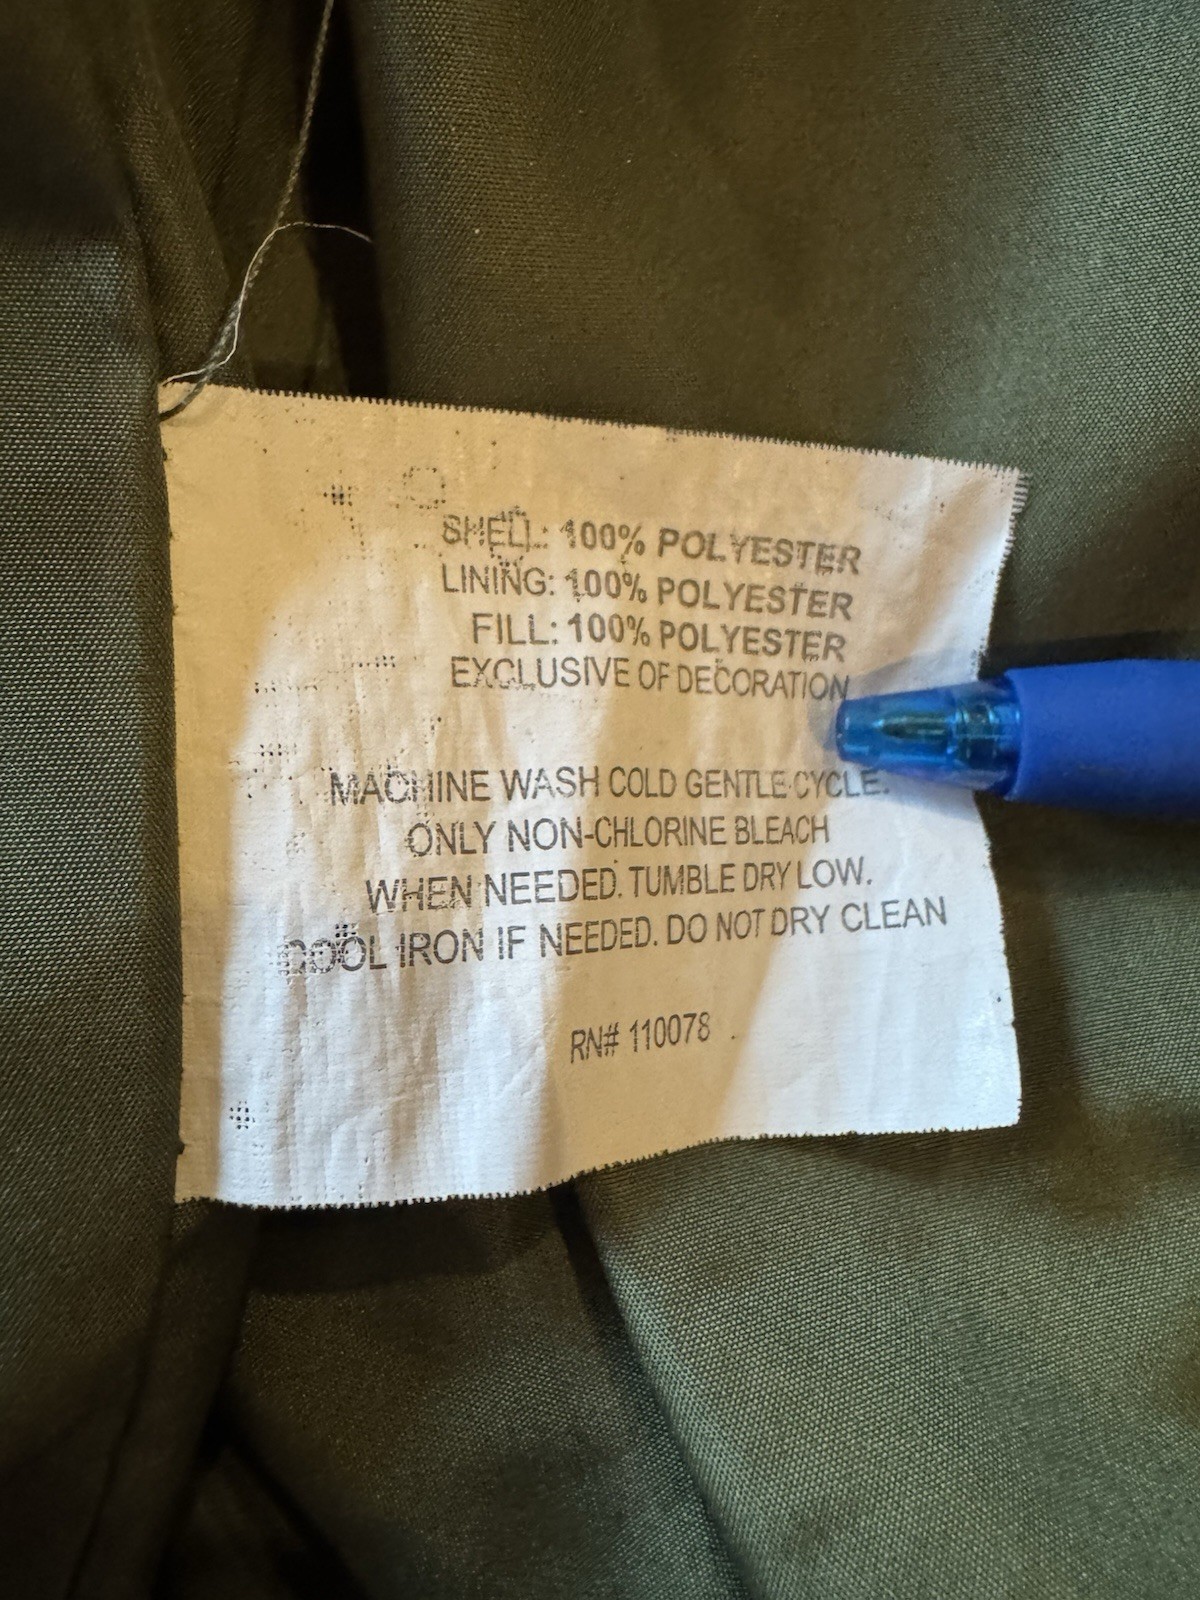 SHELL: 100% POLYESTER
LINING: 100% POLYESTER
FILL: 100% POLYESTER
EXCLUSIVE OF DECORATION
MACHINE WASH COLD GENTLE CYCLE.
ONLY NON-CHLORINE BLEACH
WHEN NEEDED. TUMBLE DRY LOW.
COOL IRON IF NEEDED. DO NOT DRY CLEAN
RN# 110078